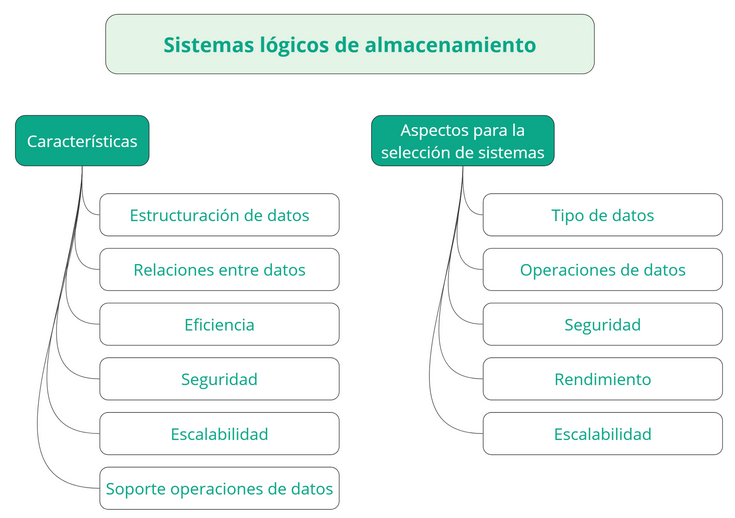 Sistemas lógicos de almacenamiento
Características
Estructuración de datos
Relaciones entre datos
Eficiencia
Seguridad
Escalabilidad
Soporte operaciones de datos
Aspectos para la
selección de sistemas
Tipo de datos
Operaciones de datos
Seguridad
Rendimiento
Escalabilidad